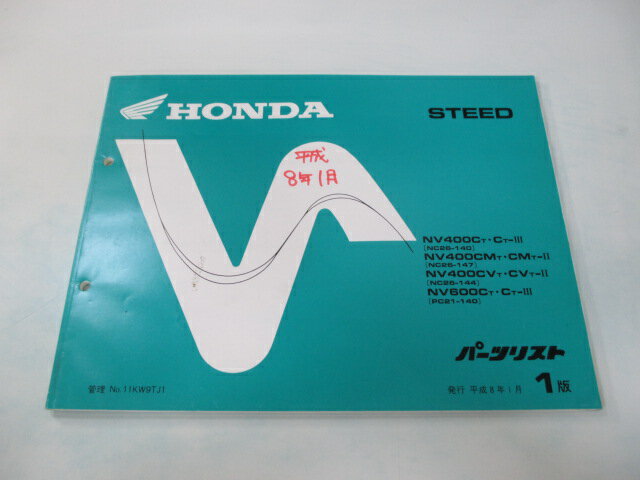 HONDA
STEED
平成
8年1月
NV400CT・CT-III
[NC26-140]
NV400CMT・CMT-II
[NC26-147]
NV400CVT・CVT-II
[NC26-144]
NV600CT・CT-III
[PC21-140]
パーツリスト
管理 No.11KW9TJ1
発行 平成8年1月 1版